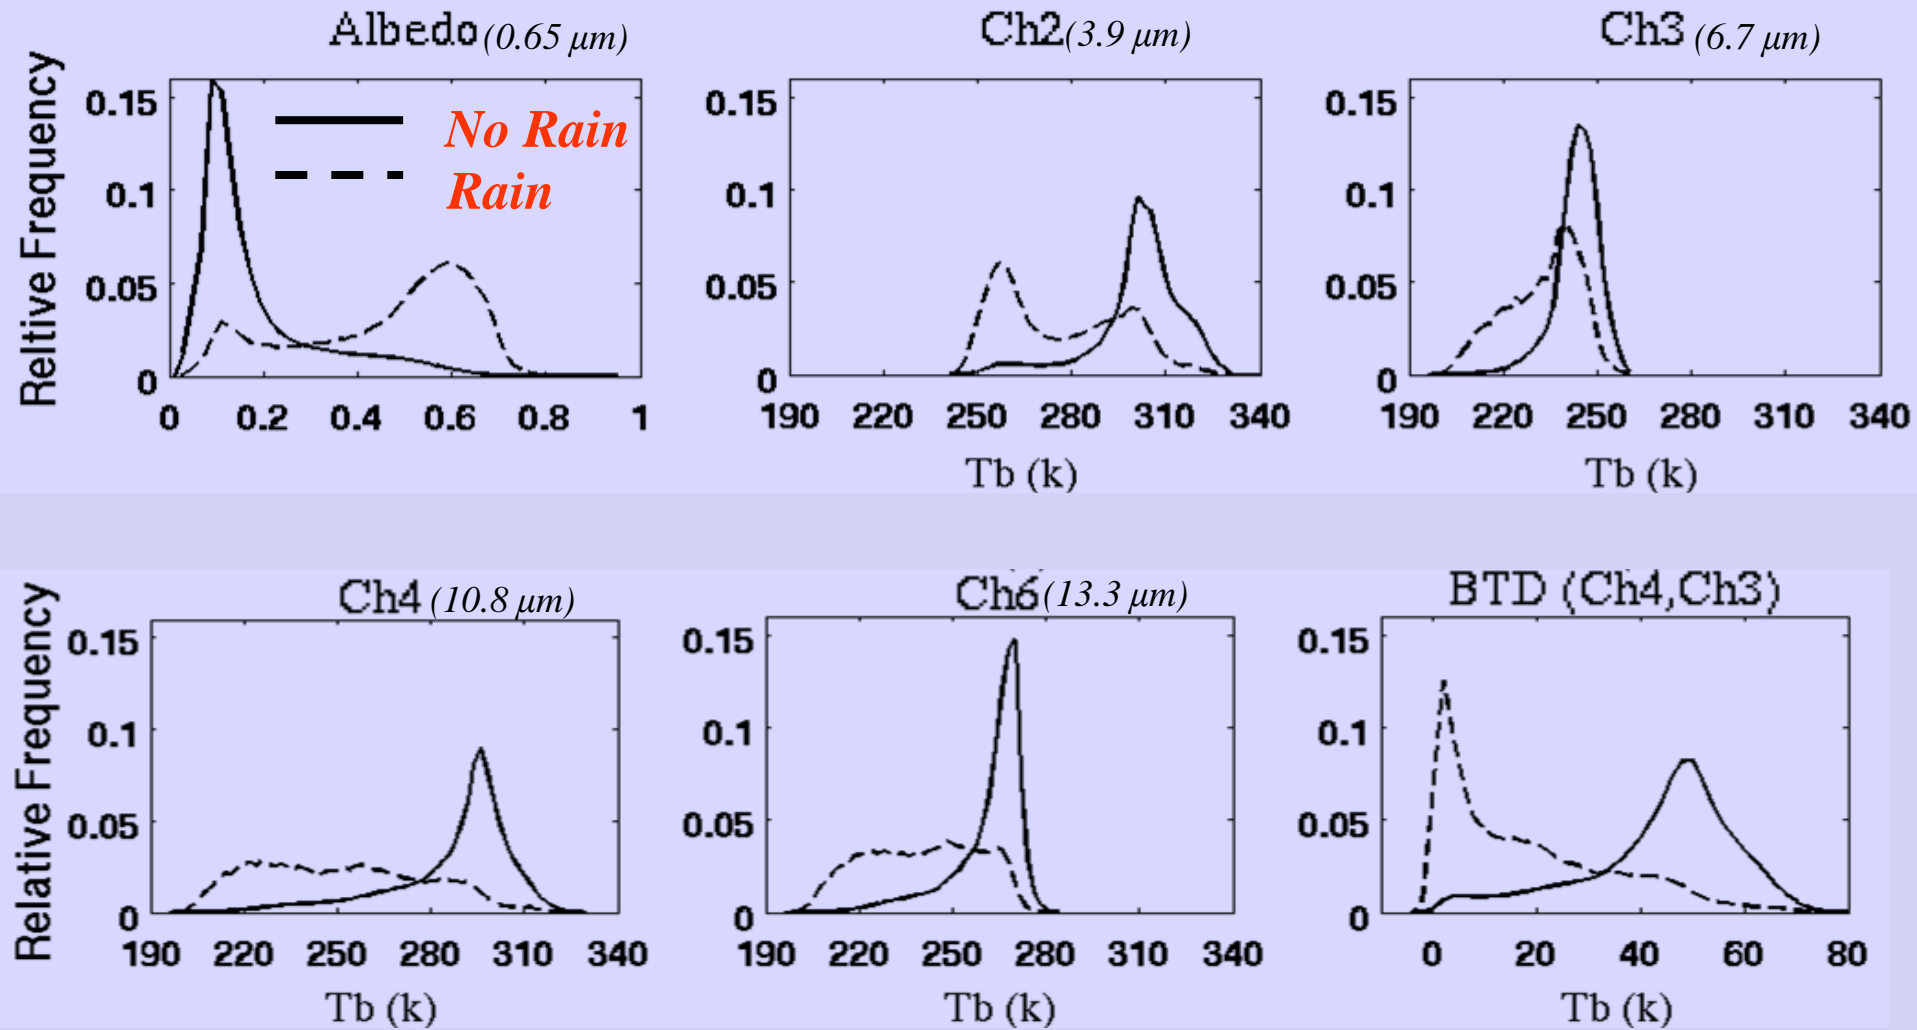 Albedo (0.65 µm)
Ch2 (3.9 µm)
Ch3 (6.7 µm)
Reltive Frequency
0.15
0.1
0.05
0
No Rain
Rain
0 0.2 0.4 0.6 0.8 1
0.15
0.1
0.05
0
190 220 250 280 310 340
Tb (k)
0.15
0.1
0.05
0
190 220 250 280 310 340
Tb (k)
Ch4 (10.8 µm)
Ch6 (13.3 µm)
BTD (Ch4,Ch3)
Relative Frequency
0.15
0.1
0.05
0
190 220 250 280 310 340
Tb (k)
0.15
0.1
0.05
0
190 220 250 280 310 340
Tb (k)
0.15
0.1
0.05
0
0 20 40 60 80
Tb (k)